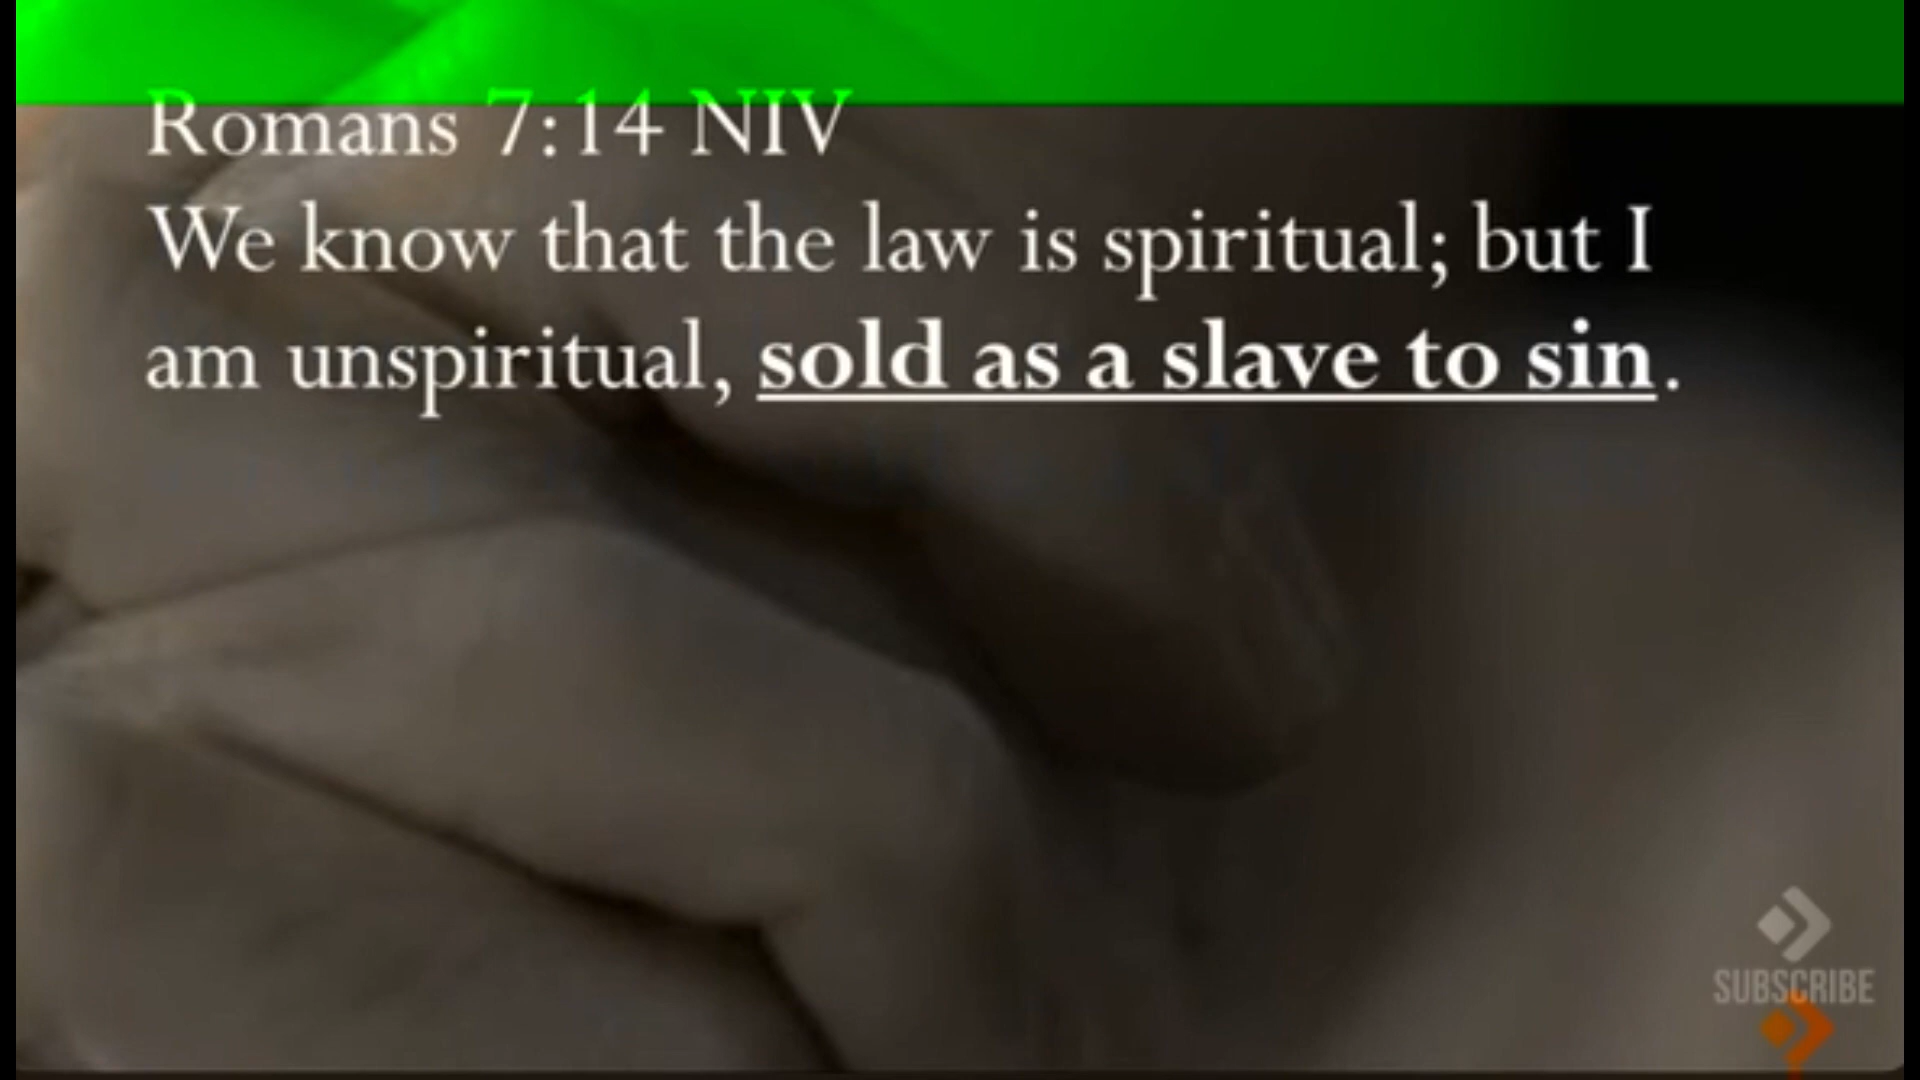 Romans 7:14 NIV
We know that the law is spiritual; but I
am unspiritual, sold as a slave to sin.
SUBSCRIBE